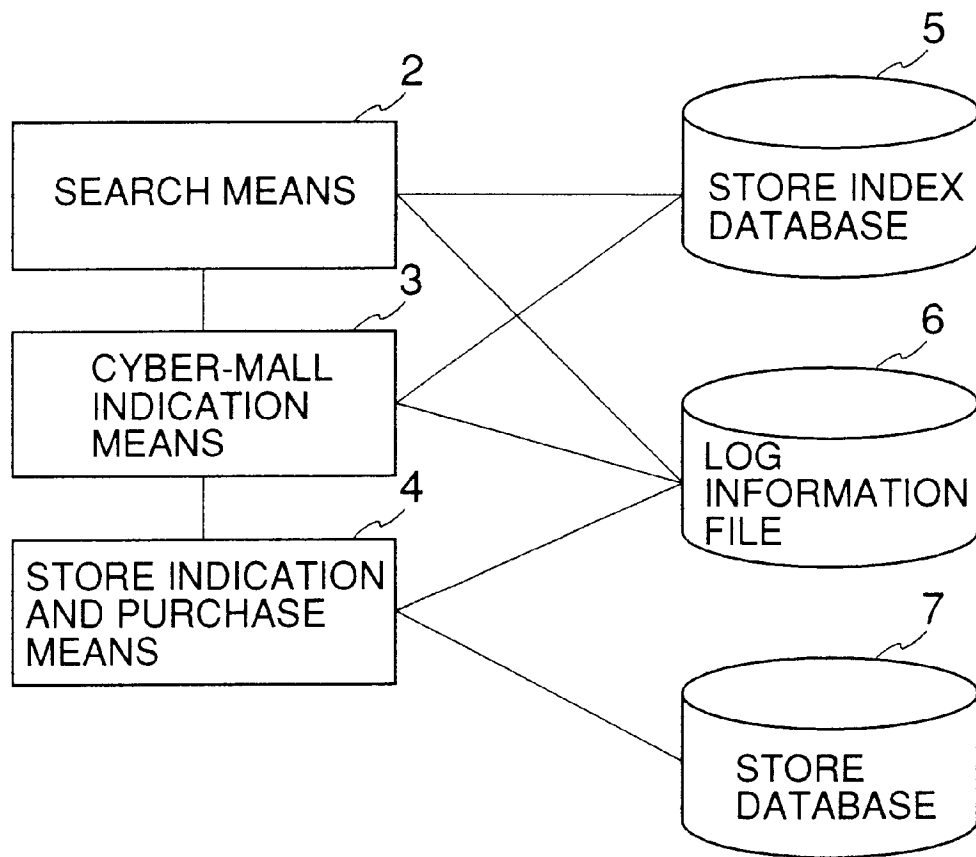 2
SEARCH MEANS
3
CYBER-MALL
INDICATION
MEANS
4
STORE INDICATION
AND PURCHASE
MEANS
5
STORE INDEX
DATABASE
6
LOG
INFORMATION
FILE
7
STORE
DATABASE